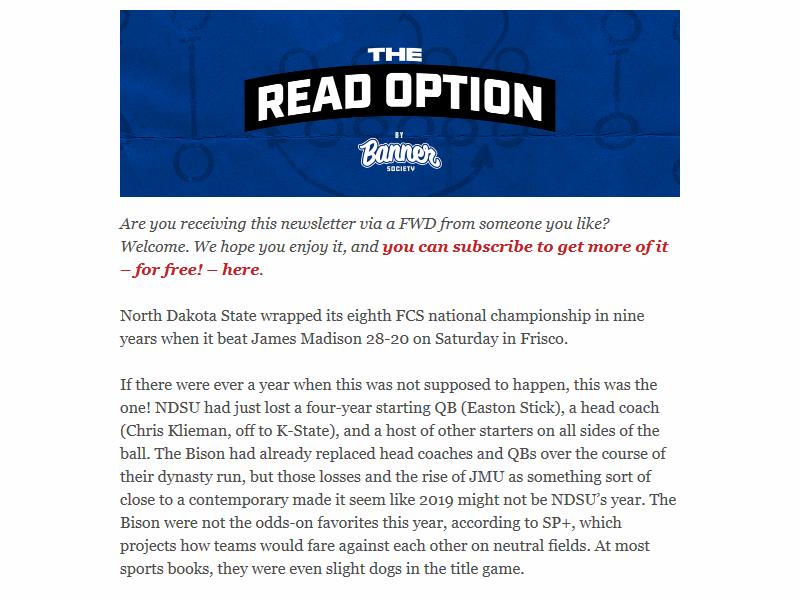 THE
READ OPTION
BY
Banner
SOCIETY
Are you receiving this newsletter via a FWD from someone you like?
Welcome. We hope you enjoy it, and you can subscribe to get more of it
– for free! – here.
North Dakota State wrapped its eighth FCS national championship in nine
years when it beat James Madison 28-20 on Saturday in Frisco.
If there were ever a year when this was not supposed to happen, this was the
one! NDSU had just lost a four-year starting QB (Easton Stick), a head coach
(Chris Klieman, off to K-State), and a host of other starters on all sides of the
ball. The Bison had already replaced head coaches and QBs over the course of
their dynasty run, but those losses and the rise of JMU as something sort of
close to a contemporary made it seem like 2019 might not be NDSU’s year. The
Bison were not the odds-on favorites this year, according to SP+, which
projects how teams would fare against each other on neutral fields. At most
sports books, they were even slight dogs in the title game.